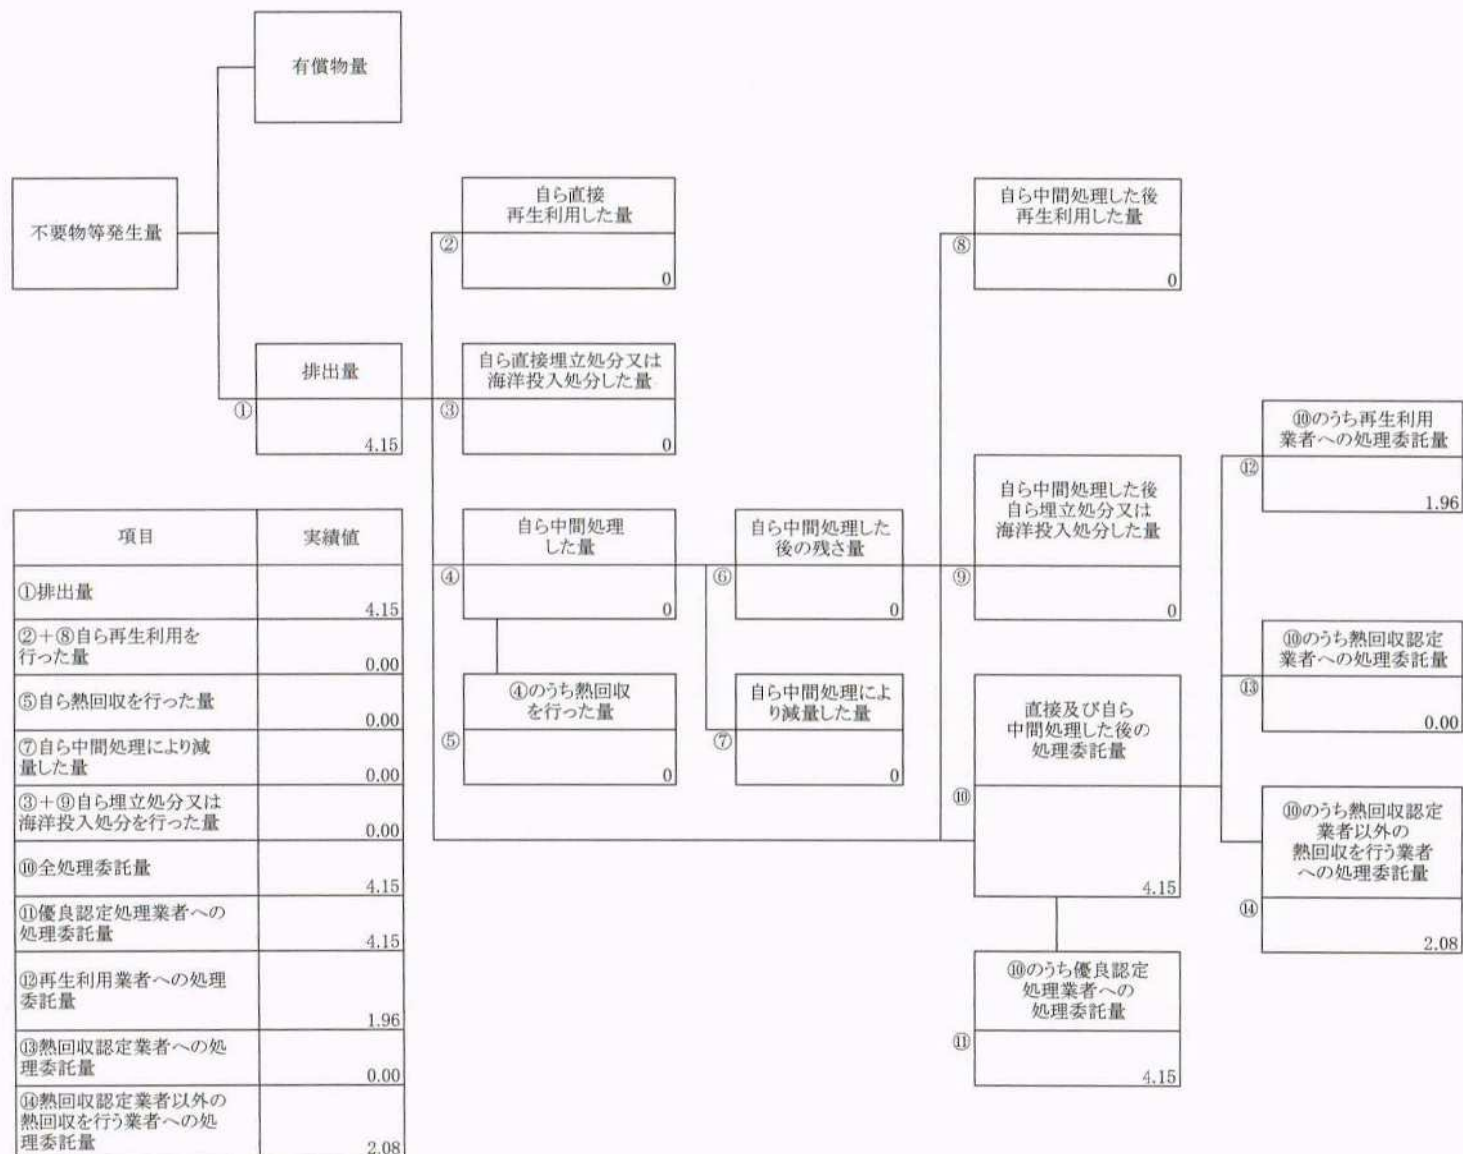 有償物量
不要物等発生量
排出量
①
4.15
自ら直接
再生利用した量
②
0
自ら直接埋立処分又は
海洋投入処分した量
③
0
自ら中間処理
した量
④
0
④のうち熱回収
を行った量
⑤
0
自ら中間処理した
後の残さ量
⑥
0
自ら中間処理によ
り減量した量
⑦
0
自ら中間処理した後
再生利用した量
⑧
0
自ら中間処理した後
自ら埋立処分又は
海洋投入処分した量
⑨
0
直接及び自ら
中間処理した後の
処理委託量
⑩
4.15
⑩のうち優良認定
処理業者への
処理委託量
⑪
4.15
⑩のうち再生利用
業者への処理委託量
⑫
1.96
⑩のうち熱回収認定
業者への処理委託量
⑬
0.00
⑩のうち熱回収認定
業者以外の
熱回収を行う業者
への処理委託量
⑭
2.08
項目 実績値
①排出量
4.15
②+⑧自ら再生利用を
行った量
0.00
⑤自ら熱回収を行った量
0.00
⑦自ら中間処理により減
量した量
0.00
③+⑨自ら埋立処分又は
海洋投入処分を行った量
0.00
⑩全処理委託量
4.15
⑪優良認定処理業者への
処理委託量
4.15
⑫再生利用業者への処理
委託量
1.96
⑬熱回収認定業者への処
理委託量
0.00
⑭熱回収認定業者以外の
熱回収を行う業者への処
理委託量
2.08